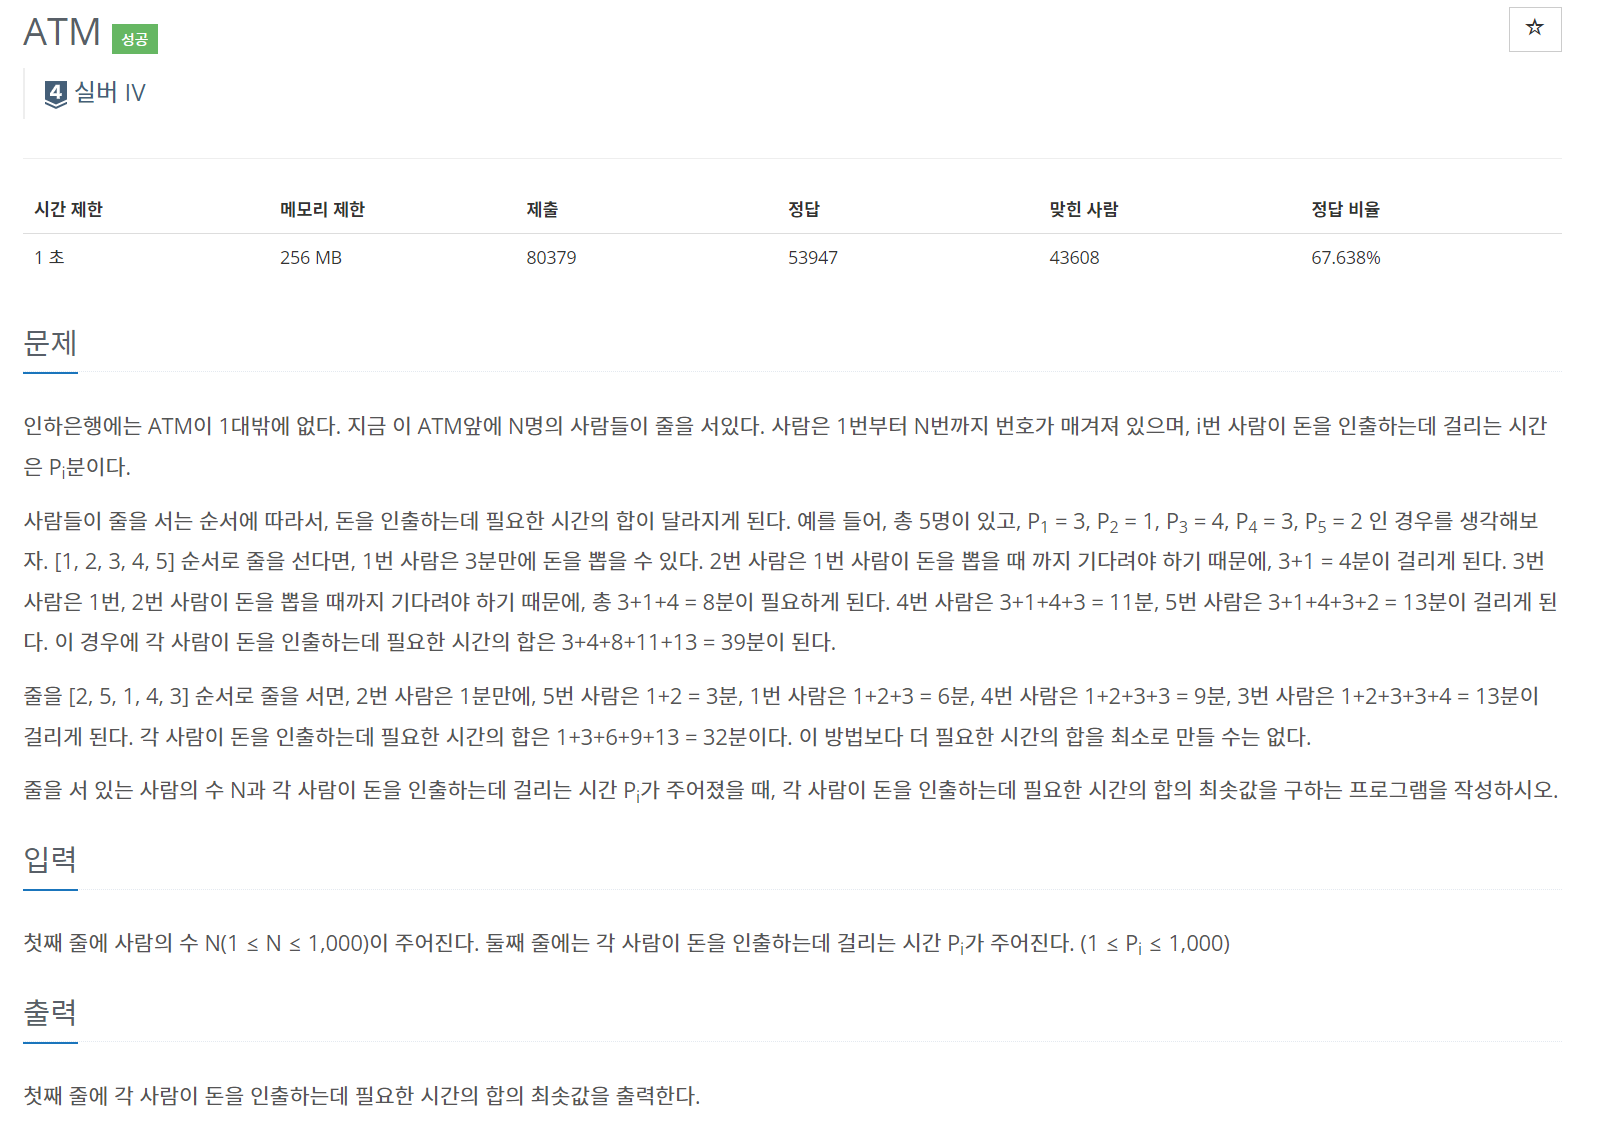 ATM 성공
4 실버 IV
시간 제한 메모리 제한 제출 정답 맞힌 사람 정답 비율
1 초 256 MB 80379 53947 43608 67.638%
문제
인하은행에는 ATM이 1대밖에 없다. 지금 이 ATM앞에 N명의 사람들이 줄을 서있다. 사람은 1번부터 N번까지 번호가 매겨져 있으며, i번 사람이 돈을 인출하는데 걸리는 시간
은 Pi분이다.
사람들이 줄을 서는 순서에 따라서, 돈을 인출하는데 필요한 시간의 합이 달라지게 된다. 예를 들어, 총 5명이 있고, P1 = 3, P2 = 1, P3 = 4, P4 = 3, P5 = 2 인 경우를 생각해보
자. [1, 2, 3, 4, 5] 순서로 줄을 선다면, 1번 사람은 3분만에 돈을 뽑을 수 있다. 2번 사람은 1번 사람이 돈을 뽑을 때 까지 기다려야 하기 때문에, 3+1 = 4분이 걸리게 된다. 3번
사람은 1번, 2번 사람이 돈을 뽑을 때까지 기다려야 하기 때문에, 총 3+1+4 = 8분이 필요하게 된다. 4번 사람은 3+1+4+3 = 11분, 5번 사람은 3+1+4+3+2 = 13분이 걸리게 된
다. 이 경우에 각 사람이 돈을 인출하는데 필요한 시간의 합은 3+4+8+11+13 = 39분이 된다.
줄을 [2, 5, 1, 4, 3] 순서로 줄을 서면, 2번 사람은 1분만에, 5번 사람은 1+2 = 3분, 1번 사람은 1+2+3 = 6분, 4번 사람은 1+2+3+3 = 9분, 3번 사람은 1+2+3+3+4 = 13분이
걸리게 된다. 각 사람이 돈을 인출하는데 필요한 시간의 합은 1+3+6+9+13 = 32분이다. 이 방법보다 더 필요한 시간의 합을 최소로 만들 수는 없다.
줄을 서 있는 사람의 수 N과 각 사람이 돈을 인출하는데 걸리는 시간 Pi가 주어졌을 때, 각 사람이 돈을 인출하는데 필요한 시간의 합의 최솟값을 구하는 프로그램을 작성하시오.
입력
첫째 줄에 사람의 수 N(1 ≤ N ≤ 1,000)이 주어진다. 둘째 줄에는 각 사람이 돈을 인출하는데 걸리는 시간 Pi가 주어진다. (1 ≤ Pi ≤ 1,000)
출력
첫째 줄에 각 사람이 돈을 인출하는데 필요한 시간의 합의 최솟값을 출력한다.